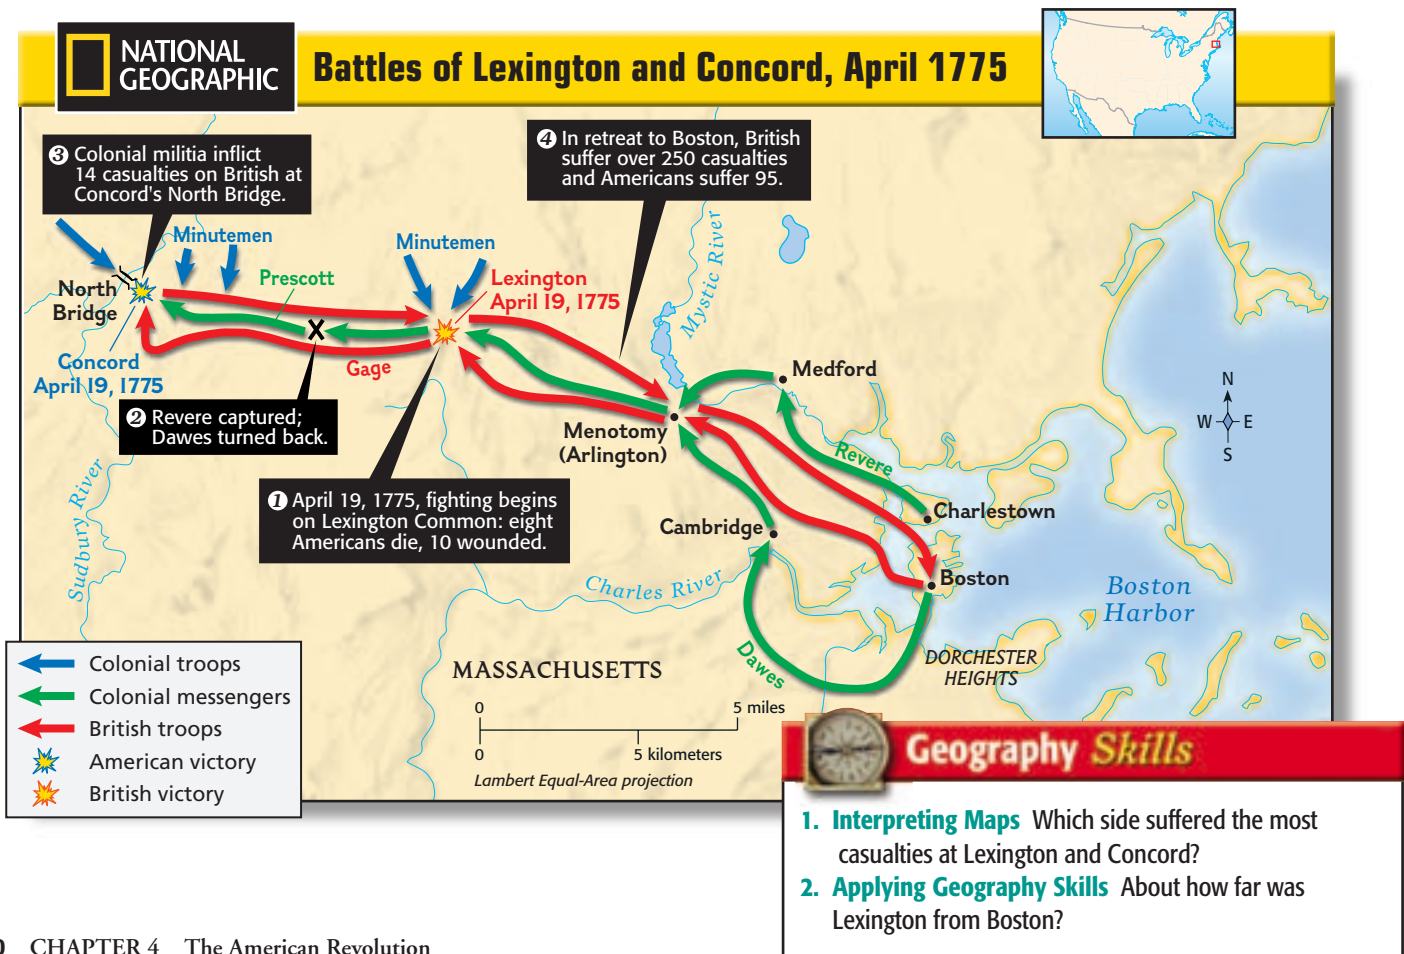 NATIONAL
GEOGRAPHIC
Battles of Lexington and Concord, April 1775
3 Colonial militia inflict
14 casualties on British at
Concord's North Bridge.
4 In retreat to Boston, British
suffer over 250 casualties
and Americans suffer 95.
Minutemen
Minutemen
Prescott
Lexington
April 19, 1775
North
Bridge
Mystic River
Concord
April 19, 1775
Gage
Medford
2 Revere captured;
Dawes turned back.
Menotomy
(Arlington)
Revere
N
W E
S
Sudbury River
1 April 19, 1775, fighting begins
on Lexington Common: eight
Americans die, 10 wounded.
Charlestown
Cambridge
Charles River
Boston
Boston
Harbor
Dawes
DORCHESTER
HEIGHTS
MASSACHUSETTS
0 5 miles
0 5 kilometers
Lambert Equal-Area projection
Colonial troops
Colonial messengers
British troops
American victory
British victory
Geography Skills
1. Interpreting Maps Which side suffered the most
casualties at Lexington and Concord?
2. Applying Geography Skills About how far was
Lexington from Boston?
CHAPTER 4 The American Revolution